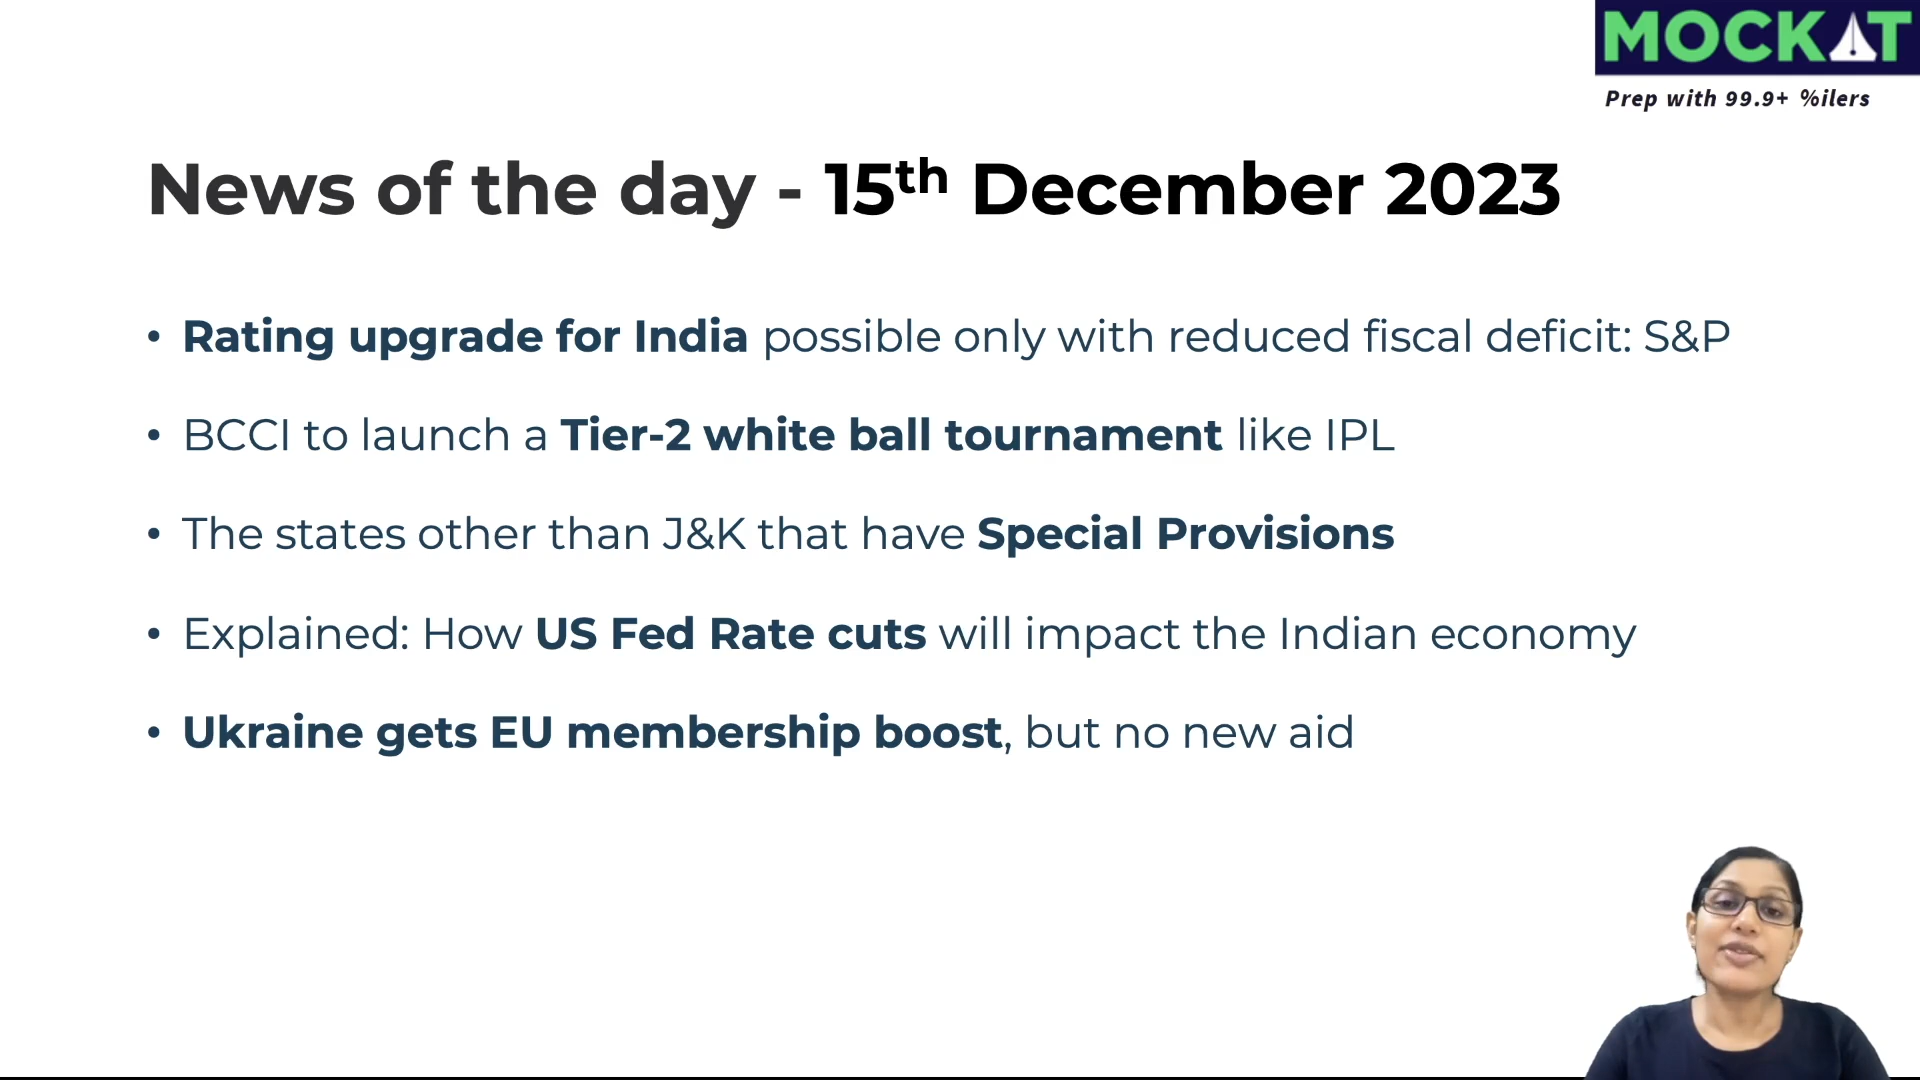 MOCKAT
Prep with 99.9+ %ilers
News of the day - 15th December 2023
• Rating upgrade for India possible only with reduced fiscal deficit: S&P
• BCCI to launch a Tier-2 white ball tournament like IPL
• The states other than J&K that have Special Provisions
• Explained: How US Fed Rate cuts will impact the Indian economy
• Ukraine gets EU membership boost, but no new aid